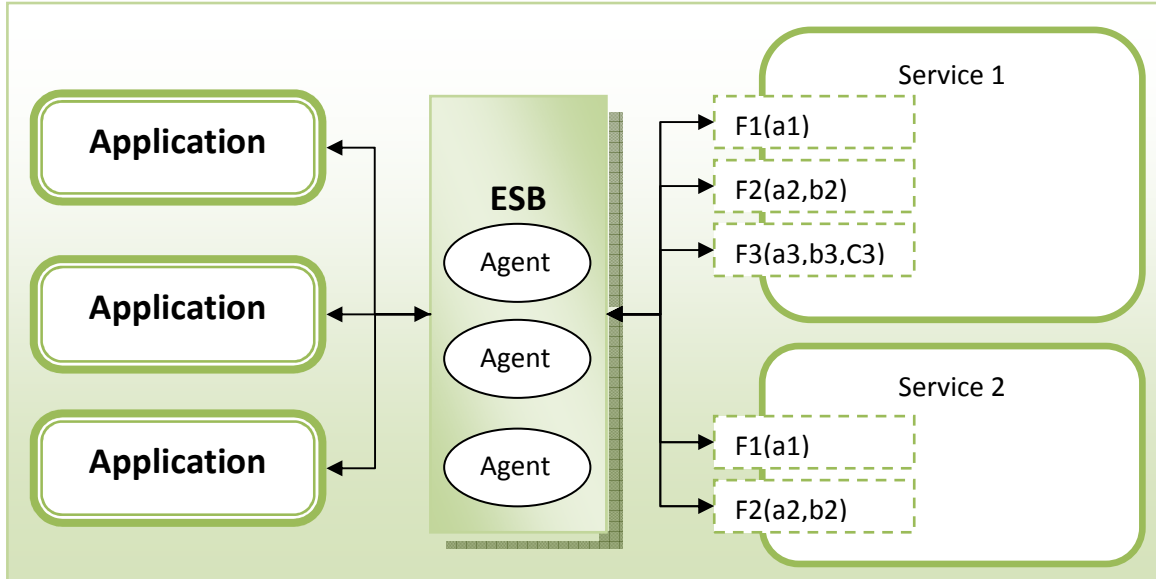 Application
Application
Application
ESB
Agent
Agent
Agent
Service 1
F1(a1)
F2(a2,b2)
F3(a3,b3,C3)
Service 2
F1(a1)
F2(a2,b2)